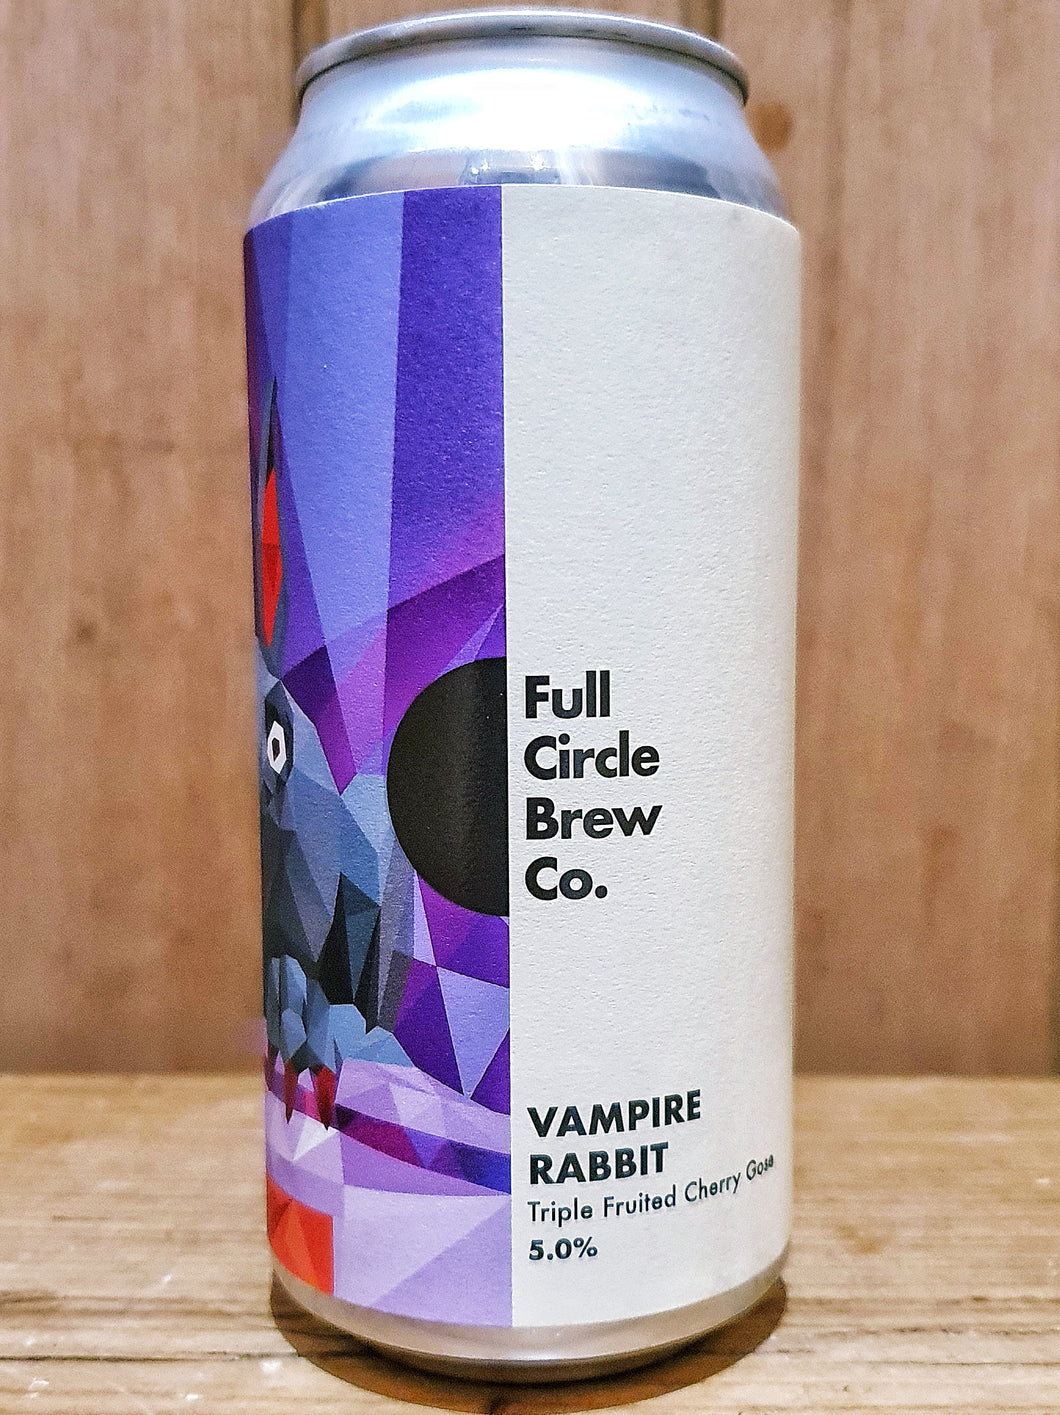 Full
Circle
Brew
Co.
VAMPIRE
RABBIT
Triple Fruited Cherry Gose
5.0%